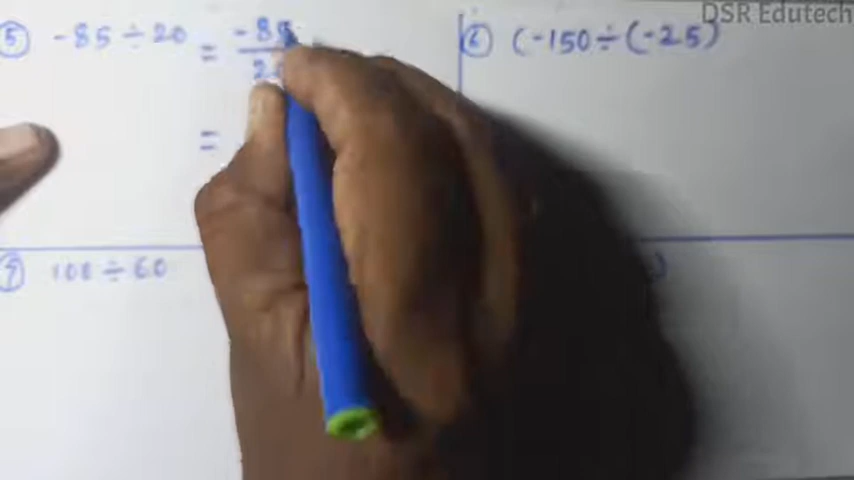 DSR Edutech
⑤ -85 ÷ 20 = -85
=
⑥ (-150 ÷ (-25)
⑦ 100 ÷ 60